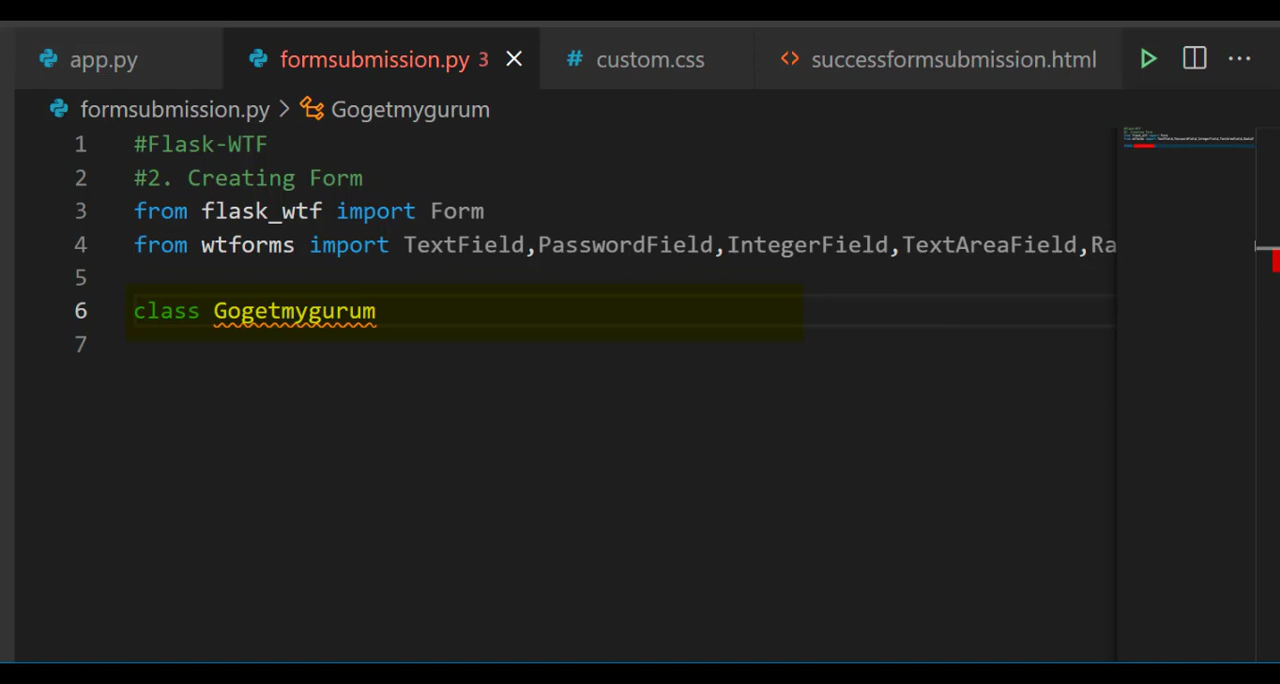 app.py formsubmission.py 3 custom.css successformsubmission.html
formsubmission.py > Gogetmygurum
1 #Flask-WTF
2 #2. Creating Form
3 from flask_wtf import Form
4 from wtforms import TextField,PasswordField,IntegerField,TextAreaField,Ra
5
6 class Gogetmygurum
7